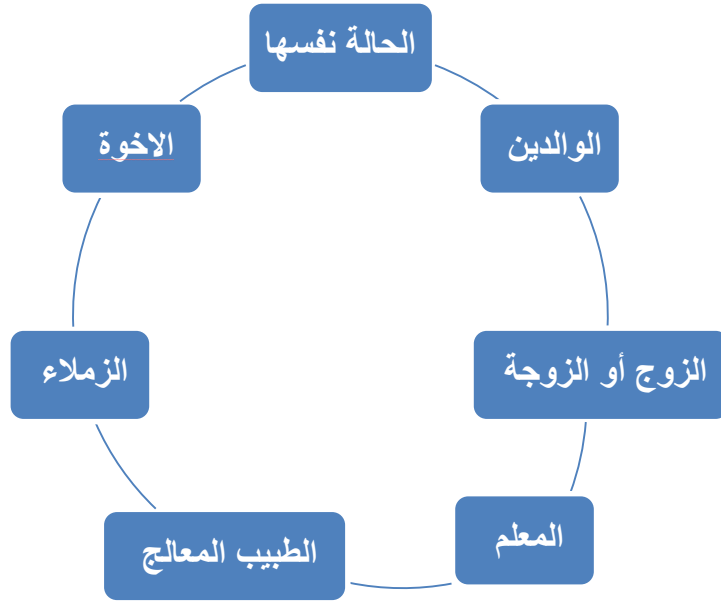 الحالة نفسها
الوالدين
الزوج أو الزوجة
المعلم
الطبيب المعالج
الزملاء
الاخوة